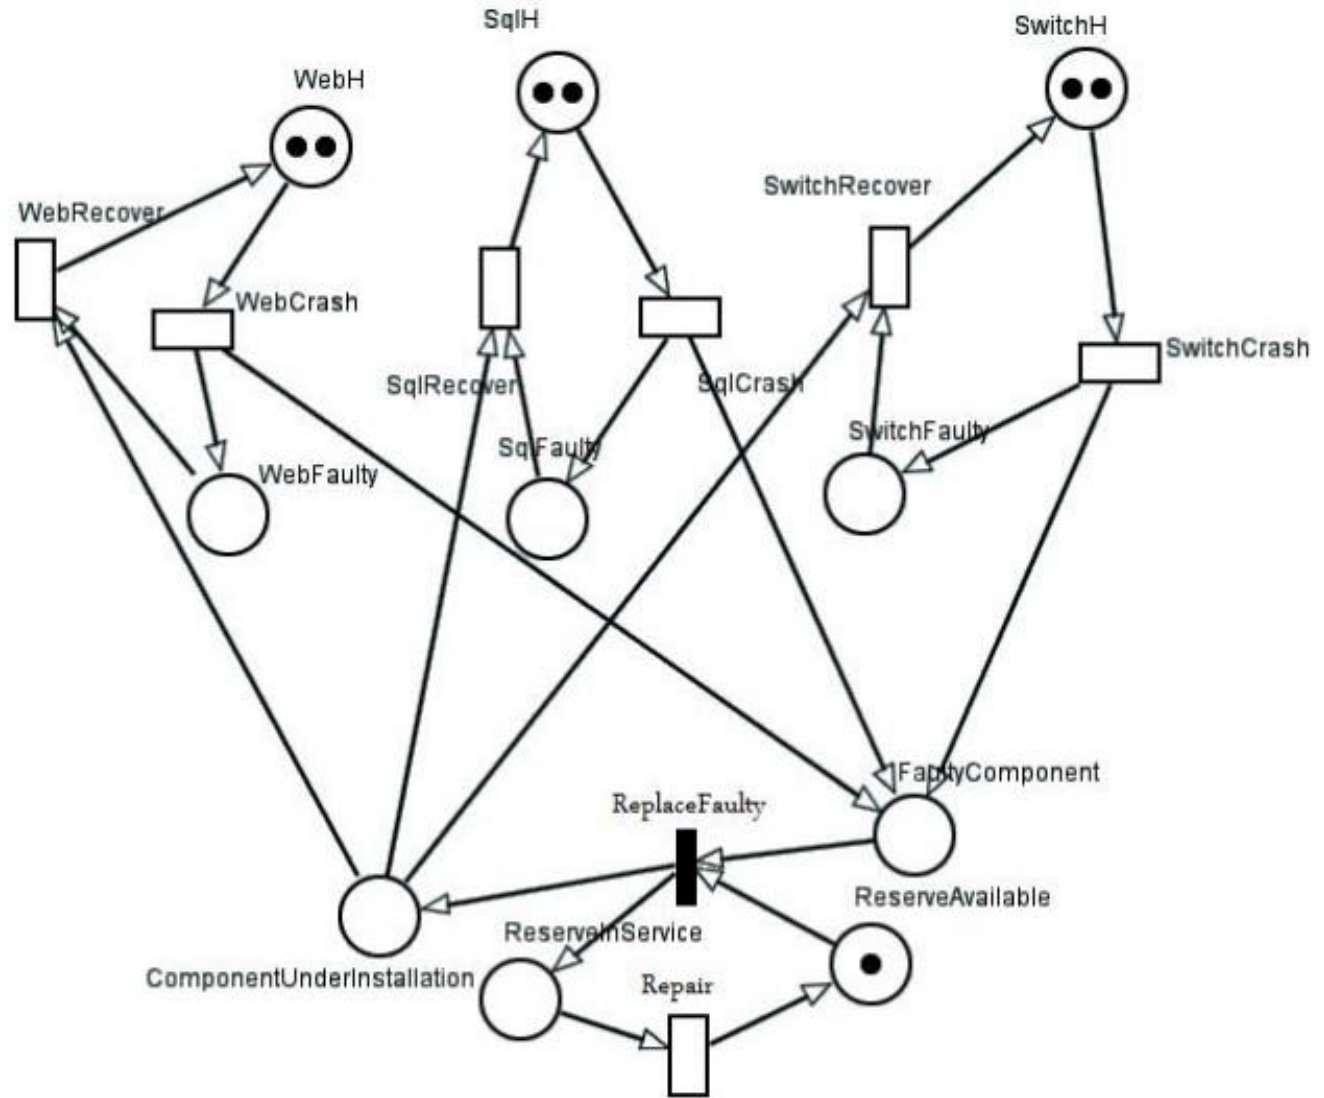 SqlH
SwitchH
WebH
SwitchRecover
WebRecover
WebCrash
SwitchCrash
SqlRecover
SqlCrash
SwitchFaulty
SqlFaulty
WebFaulty
FaultyComponent
ReplaceFaulty
ReserveAvailable
ReserveInService
ComponentUnderInstallation
Repair